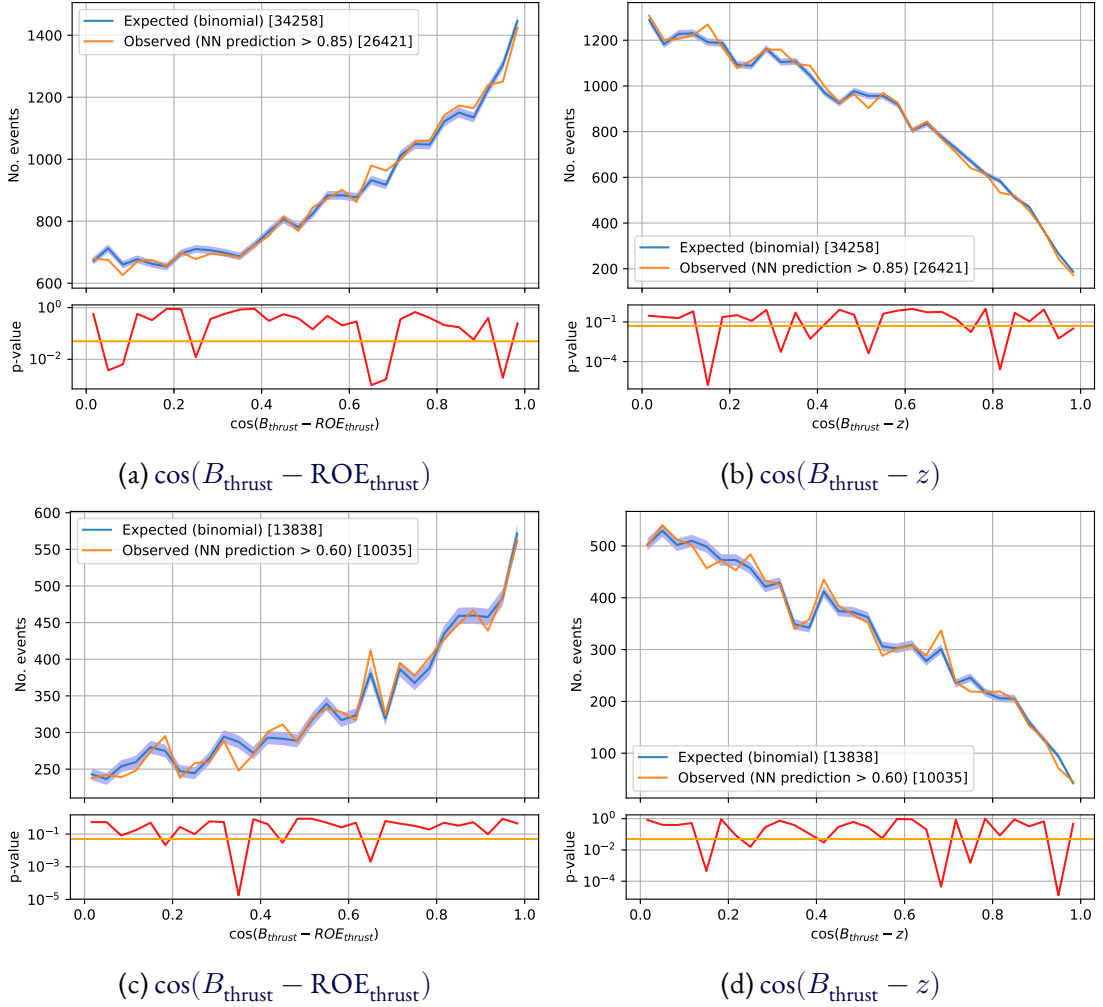 Expected (binomial) [34258]
Observed (NN prediction > 0.85) [26421]
No. events
1400
1200
1000
800
600
p-value
10⁰
10⁻²
0.0 0.2 0.4 0.6 0.8 1.0
cos(B_thrust − ROE_thrust)
(a) cos(B_thrust − ROE_thrust)
Expected (binomial) [34258]
Observed (NN prediction > 0.85) [26421]
No. events
1200
1000
800
600
400
200
p-value
10⁻¹
10⁻⁴
0.0 0.2 0.4 0.6 0.8 1.0
cos(B_thrust − z)
(b) cos(B_thrust − z)
Expected (binomial) [13838]
Observed (NN prediction > 0.60) [10035]
No. events
600
550
500
450
400
350
300
250
p-value
10⁻¹
10⁻³
10⁻⁵
0.0 0.2 0.4 0.6 0.8 1.0
cos(B_thrust − ROE_thrust)
(c) cos(B_thrust − ROE_thrust)
Expected (binomial) [13838]
Observed (NN prediction > 0.60) [10035]
No. events
500
400
300
200
100
p-value
10⁰
10⁻²
10⁻⁴
0.0 0.2 0.4 0.6 0.8 1.0
cos(B_thrust − z)
(d) cos(B_thrust − z)